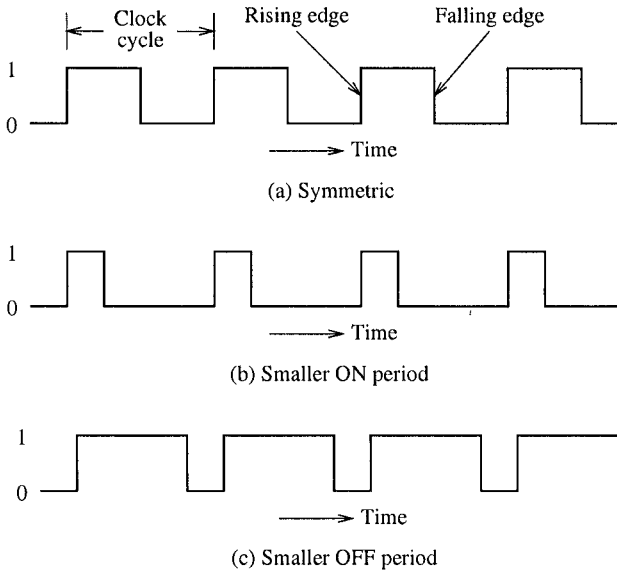 Clock
cycle
Rising edge
Falling edge
1
0
Time
(a) Symmetric
1
0
Time
(b) Smaller ON period
1
0
Time
(c) Smaller OFF period